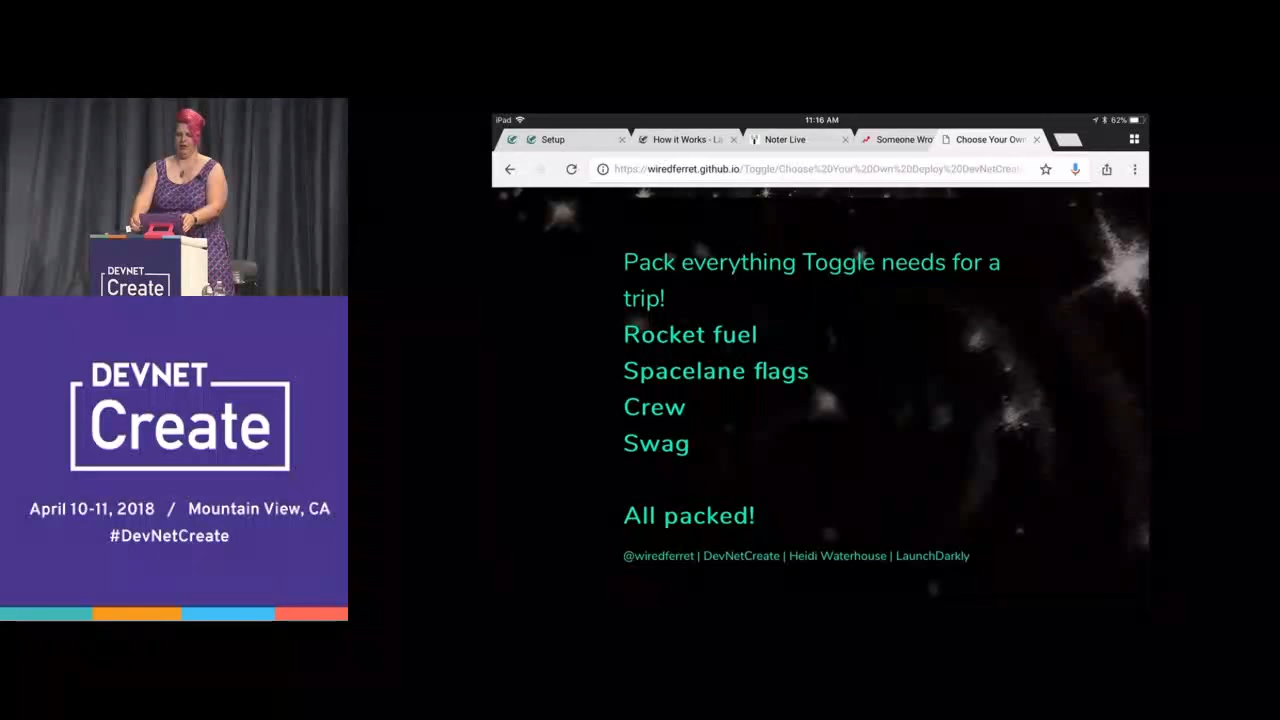 DEVNET
Create
DEVNET
Create
April 10-11, 2018 / Mountain View, CA
#DevNetCreate
iPad
11:16 AM
62%
Setup
How it Works - La
Noter Live
Someone Wro
Choose Your Own
https://wiredferret.github.io/Toggle/Choose%20Your%20Own%20Deploy%20DevNetCreat
Pack everything Toggle needs for a
trip!
Rocket fuel
Spacelane flags
Crew
Swag
All packed!
@wiredferret | DevNetCreate | Heidi Waterhouse | LaunchDarkly